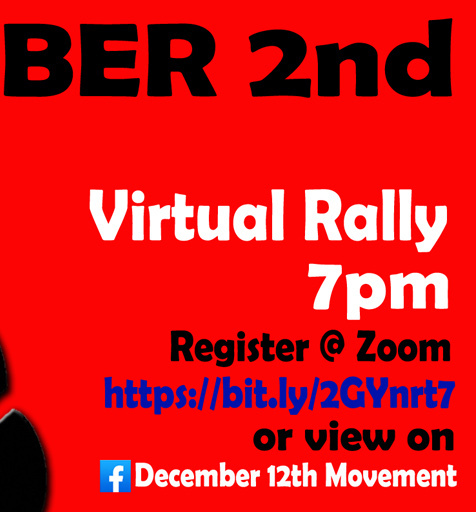 BER 2nd
Virtual Rally
7pm
Register @ Zoom
https://bit.ly/2GYnrt7
or view on
December 12th Movement